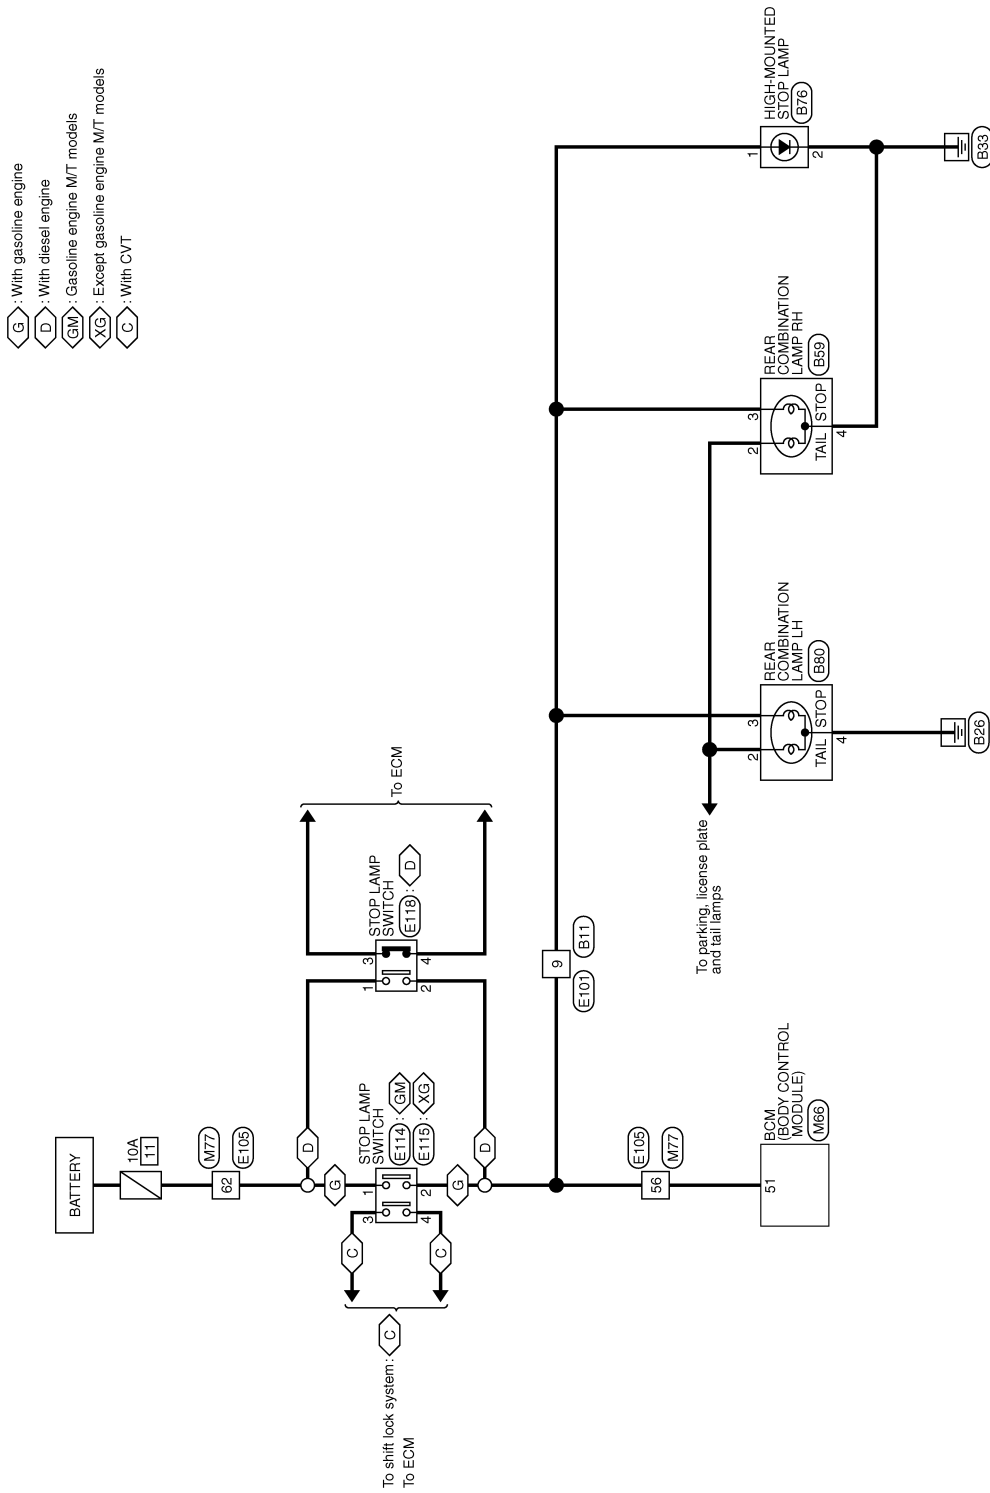 G : With gasoline engine
D : With diesel engine
GM : Gasoline engine M/T models
XG : Except gasoline engine M/T models
C : With CVT
BATTERY
10A
11
M77
62
E105
D
G
STOP LAMP
SWITCH
E114 : GM
E115 : XG
1
3
2
4
C
C
G
D
To shift lock system : C
To ECM
STOP LAMP
SWITCH
E118 : D
1
3
2
4
To ECM
E101
9
B11
E105
56
M77
51
BCM
(BODY CONTROL
MODULE)
M66
To parking, license plate
and tail lamps
REAR
COMBINATION
LAMP LH
B80
2
3
TAIL
STOP
4
B26
REAR
COMBINATION
LAMP RH
B59
2
3
TAIL
STOP
4
HIGH-MOUNTED
STOP LAMP
B76
1
2
B33